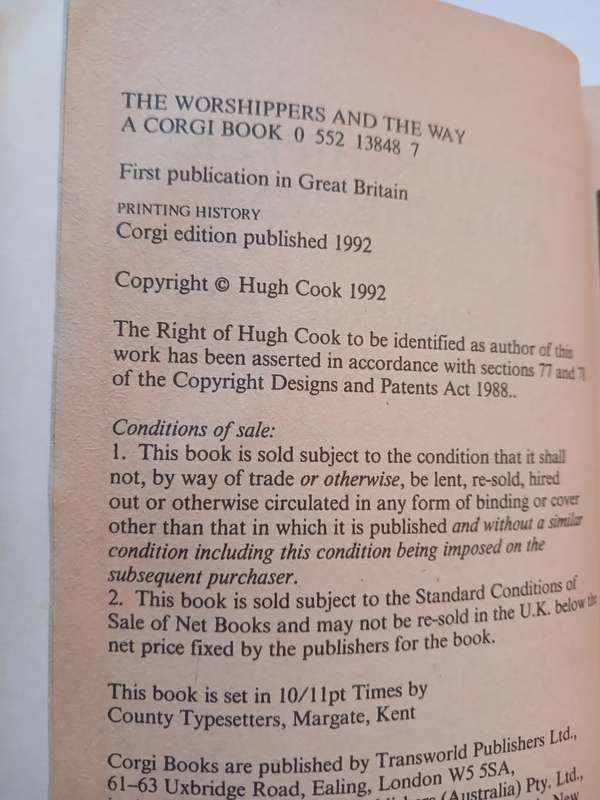 THE WORSHIPPERS AND THE WAY
A CORGI BOOK 0 552 13848 7
First publication in Great Britain
PRINTING HISTORY
Corgi edition published 1992
Copyright © Hugh Cook 1992
The Right of Hugh Cook to be identified as author of this
work has been asserted in accordance with sections 77 and 78
of the Copyright Designs and Patents Act 1988..
Conditions of sale:
1. This book is sold subject to the condition that it shall
not, by way of trade or otherwise, be lent, re-sold, hired
out or otherwise circulated in any form of binding or cover
other than that in which it is published and without a similar
condition including this condition being imposed on the
subsequent purchaser.
2. This book is sold subject to the Standard Conditions of
Sale of Net Books and may not be re-sold in the U.K. below the
net price fixed by the publishers for the book.
This book is set in 10/11pt Times by
County Typesetters, Margate, Kent
Corgi Books are published by Transworld Publishers Ltd.,
61–63 Uxbridge Road, Ealing, London W5 5SA,
(Australia) Pty. Ltd.,
New